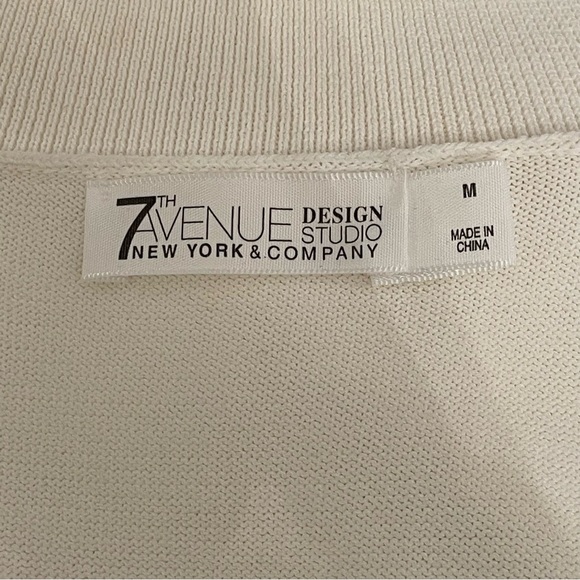 7TH AVENUE DESIGN STUDIO
NEW YORK & COMPANY
M
MADE IN
CHINA